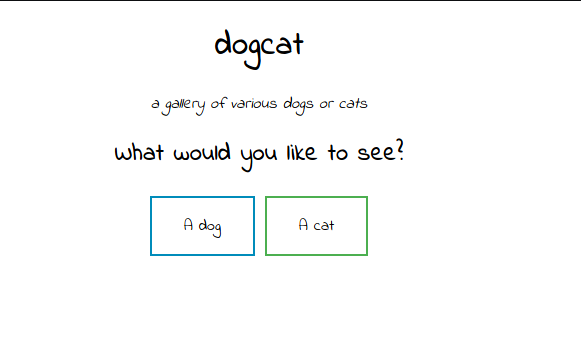 dogcat
a gallery of various dogs or cats
What would you like to see?
A dog A cat